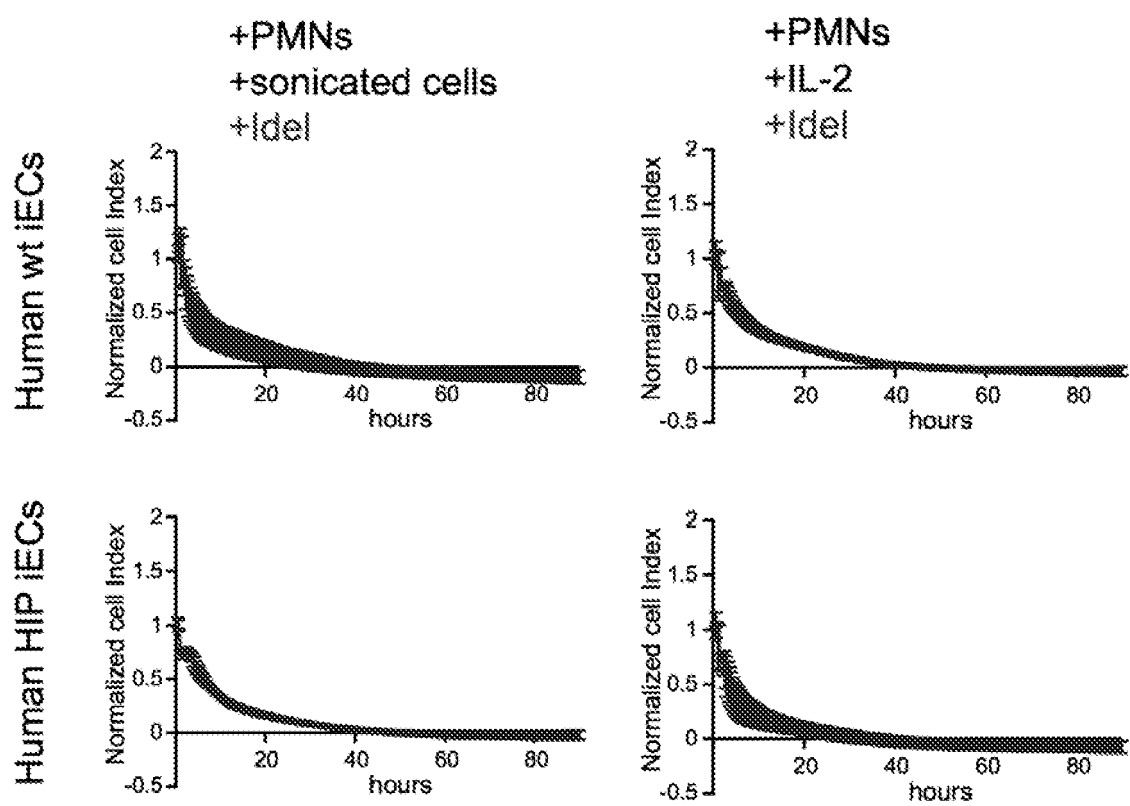 +PMNs
+sonicated cells
+Idel
+PMNs
+IL-2
+Idel
Human wt iECs
Normalized cell Index
2
1.5
1
0.5
0
-0.5
20
40
60
80
hours
Normalized cell Index
2
1.5
1
0.5
0
-0.5
20
40
60
80
hours
Human HIP iECs
Normalized cell Index
2
1.5
1
0.5
0
-0.5
20
40
60
80
hours
Normalized cell Index
2
1.5
1
0.5
0
-0.5
20
40
60
80
hours